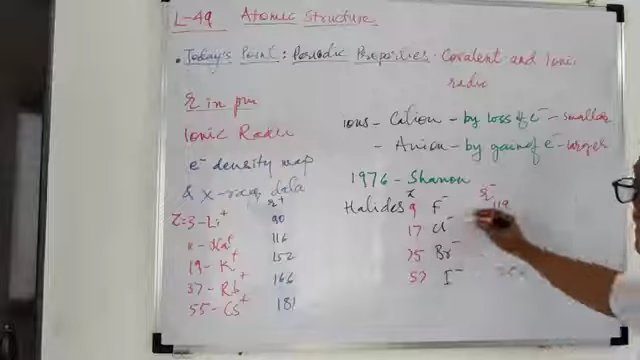 L-49 Atomic Structure
• Today's Point: Periodic Properties - Covalent and Ionic
radii
r in pm
Ionic Radii
e⁻ density map
& X-ray data
r+
Z=3-Li+ 90
11-Na+ 116
19-K+ 152
37-Rb+ 166
55-Cs+ 181
ions - Cation - by loss of e⁻ - smaller
- Anion - by gain of e⁻ - larger
1976 - Shanon
Z r⁻
Halides 9 F⁻ 119
17 Cl⁻
35 Br⁻
53 I⁻